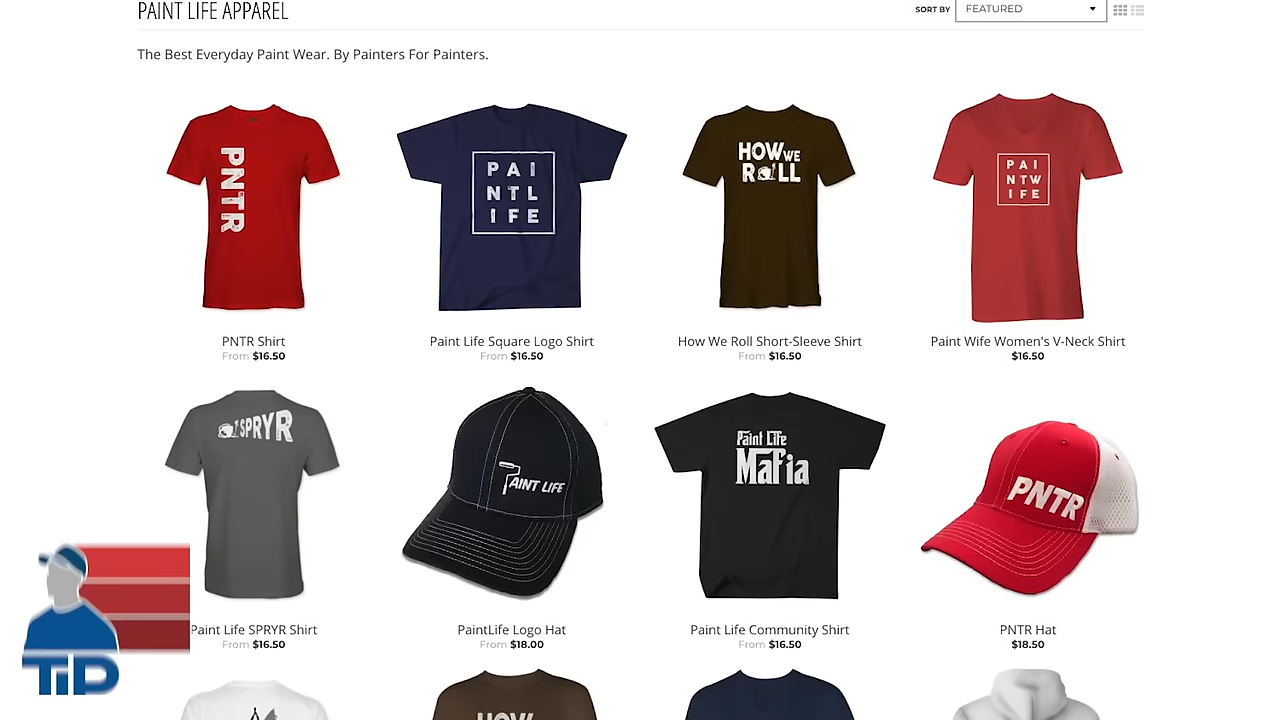 PAINT LIFE APPAREL
SORT BY
FEATURED
The Best Everyday Paint Wear. By Painters For Painters.
PNTR
PAI
NTL
IFE
HOW WE
ROLL
PAI
NTW
IFE
PNTR Shirt
From $16.50
Paint Life Square Logo Shirt
From $16.50
How We Roll Short-Sleeve Shirt
From $16.50
Paint Wife Women's V-Neck Shirt
$16.50
SPRYR
PAINT LIFE
Paint Life
Mafia
PNTR
Paint Life SPRYR Shirt
From $16.50
PaintLife Logo Hat
From $18.00
Paint Life Community Shirt
From $16.50
PNTR Hat
$18.50
TiP
HOW